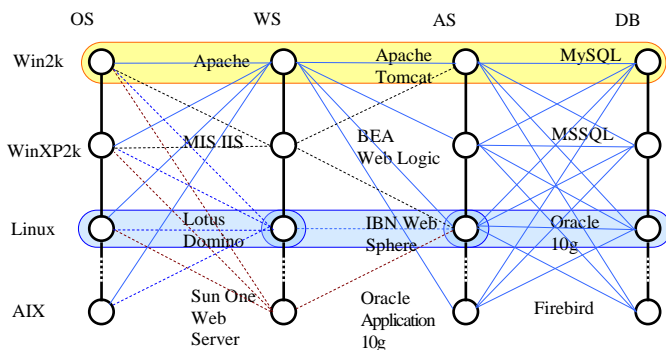 OS WS AS DB
Win2k Apache Apache MySQL
Tomcat
WinXP2k MIS IIS BEA MSSQL
Web Logic
Linux Lotus IBN Web Oracle
Domino Sphere 10g
AIX Sun One Oracle Firebird
Web Application
Server 10g